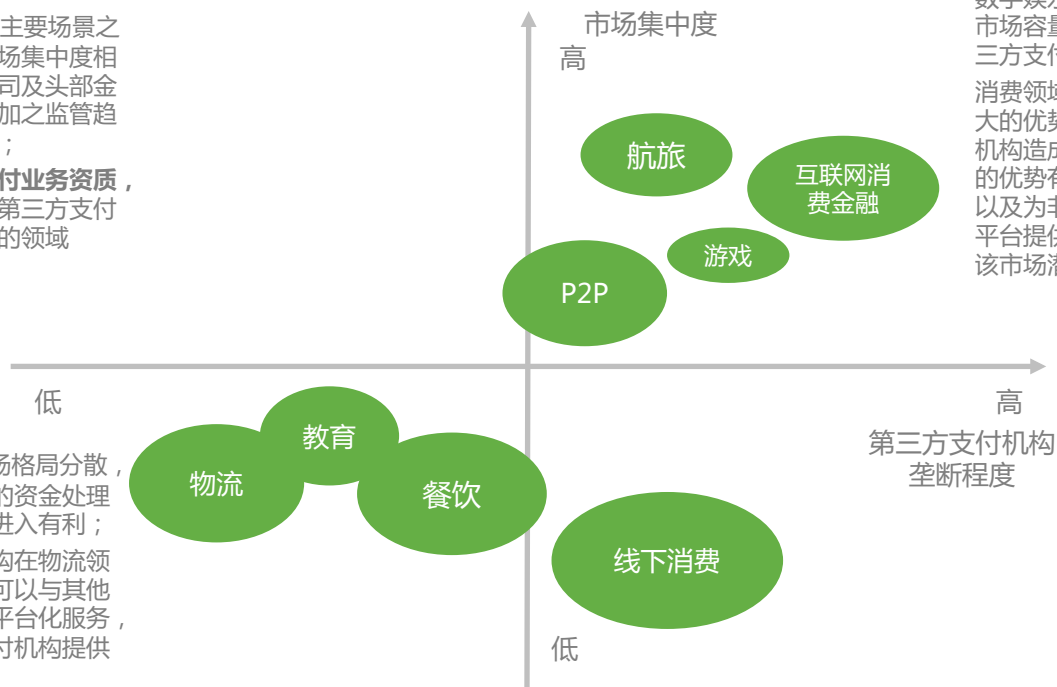 主要场景之
场集中度相
司及头部金
加之监管趋
；
付业务资质，
第三方支付
的领域
市场集中度
高
市场容量
三方支付
消费领域
大的优势
机构造成
的优势有
以及为非
平台提供
该市场潜
航旅
互联网消
费金融
游戏
P2P
低
高
第三方支付机构
垄断程度
教育
物流
餐饮
线下消费
场格局分散，
的资金处理
进入有利；
构在物流领
可以与其他
平台化服务，
付机构提供
低